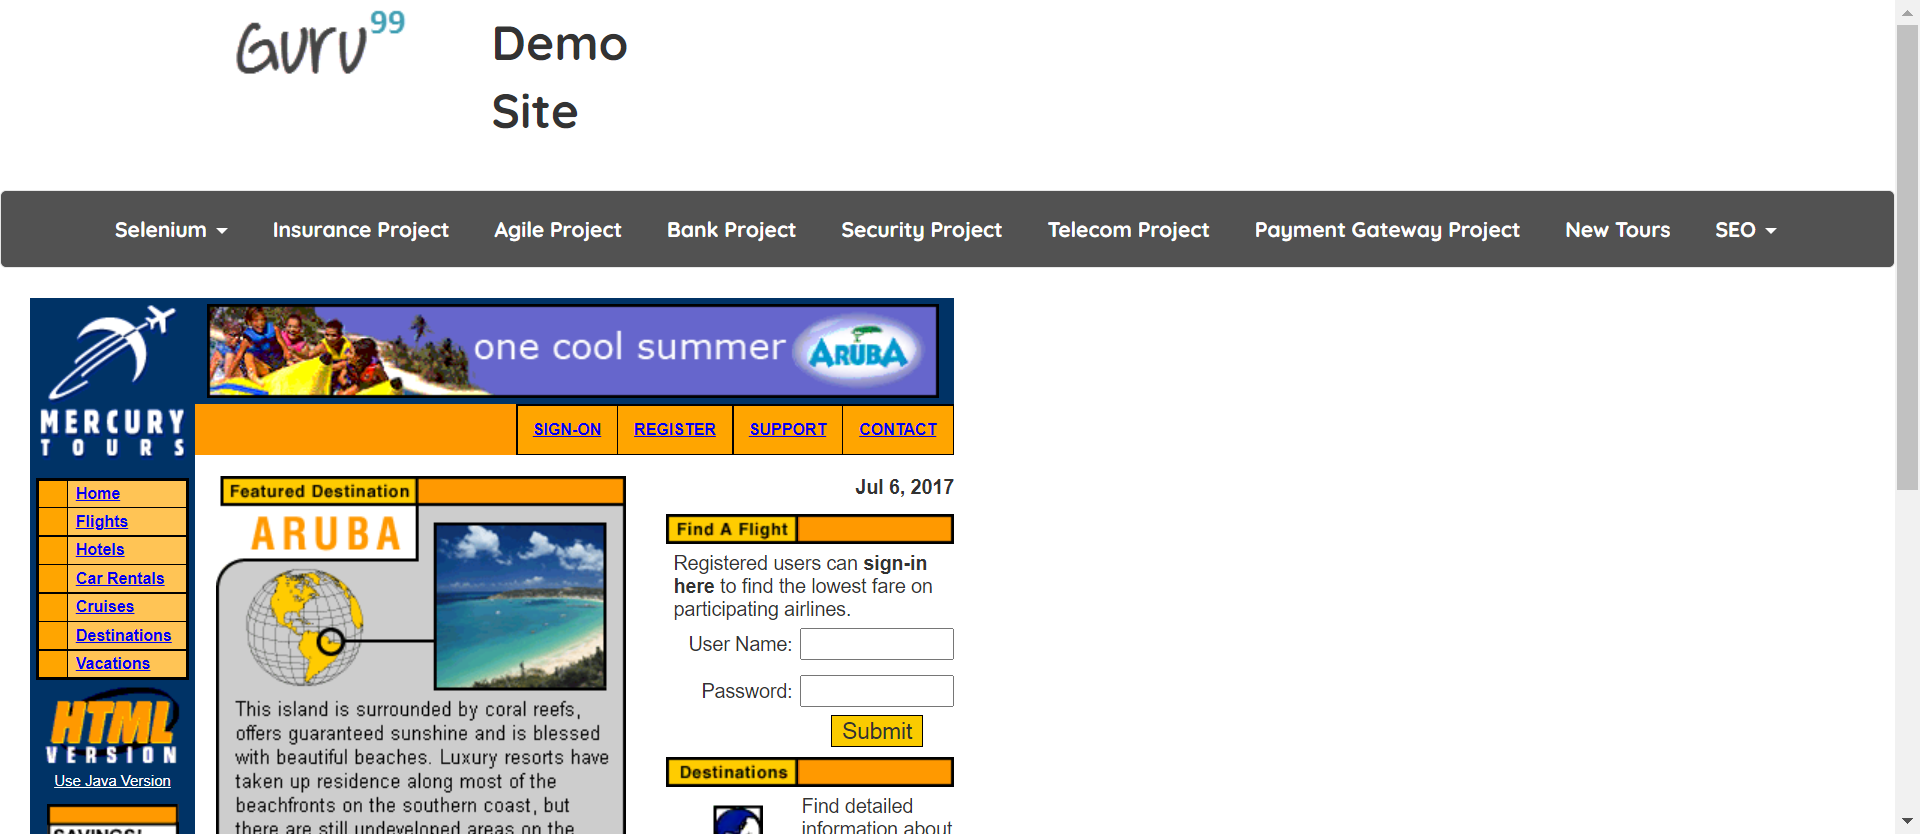 Guru99
Demo
Site
Selenium
Insurance Project
Agile Project
Bank Project
Security Project
Telecom Project
Payment Gateway Project
New Tours
SEO
one cool summer
ARUBA
MERCURY
TOURS
SIGN-ON
REGISTER
SUPPORT
CONTACT
Home
Flights
Hotels
Car Rentals
Cruises
Destinations
Vacations
HTML
VERSION
Use Java Version
SAVINGS!
Featured Destination
ARUBA
This island is surrounded by coral reefs,
offers guaranteed sunshine and is blessed
with beautiful beaches. Luxury resorts have
taken up residence along most of the
beachfronts on the southern coast, but
there are still undeveloped areas on the
Jul 6, 2017
Find A Flight
Registered users can sign-in
here to find the lowest fare on
participating airlines.
User Name:
Password:
Submit
Destinations
Find detailed
information about